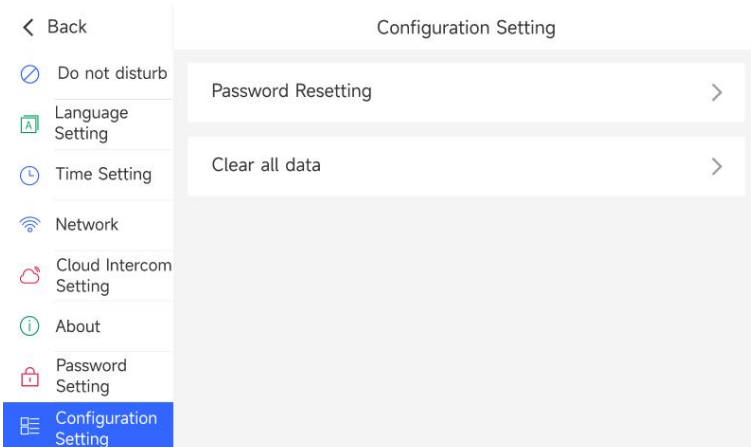 Back
Configuration Setting
Do not disturb
Language
Setting
Time Setting
Network
Cloud Intercom
Setting
About
Password
Setting
Configuration
Setting
Password Resetting
Clear all data